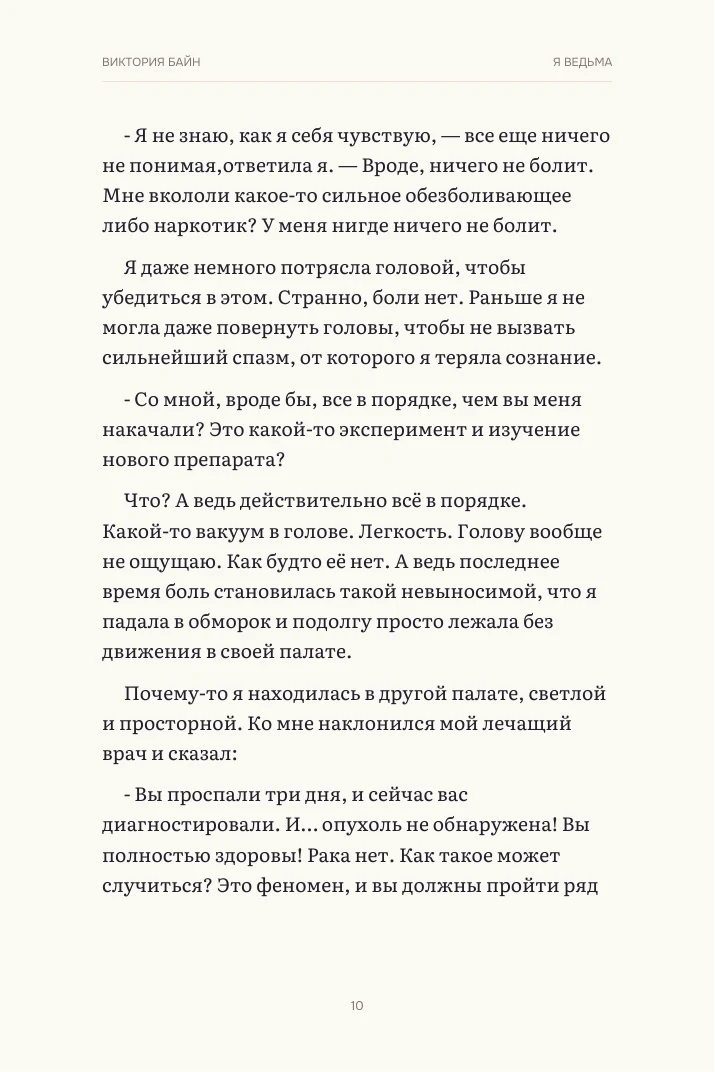 ВИКТОРИЯ БАЙН
Я ВЕДЬМА
- Я не знаю, как я себя чувствую, — все еще ничего
не понимая,ответила я. — Вроде, ничего не болит.
Мне вкололи какое-то сильное обезболивающее
либо наркотик? У меня нигде ничего не болит.
Я даже немного потрясла головой, чтобы
убедиться в этом. Странно, боли нет. Раньше я не
могла даже повернуть головы, чтобы не вызвать
сильнейший спазм, от которого я теряла сознание.
- Со мной, вроде бы, все в порядке, чем вы меня
накачали? Это какой-то эксперимент и изучение
нового препарата?
Что? А ведь действительно всё в порядке.
Какой-то вакуум в голове. Легкость. Голову вообще
не ощущаю. Как будто её нет. А ведь последнее
время боль становилась такой невыносимой, что я
падала в обморок и подолгу просто лежала без
движения в своей палате.
Почему-то я находилась в другой палате, светлой
и просторной. Ко мне наклонился мой лечащий
врач и сказал:
- Вы проспали три дня, и сейчас вас
диагностировали. И... опухоль не обнаружена! Вы
полностью здоровы! Рака нет. Как такое может
случиться? Это феномен, и вы должны пройти ряд
10